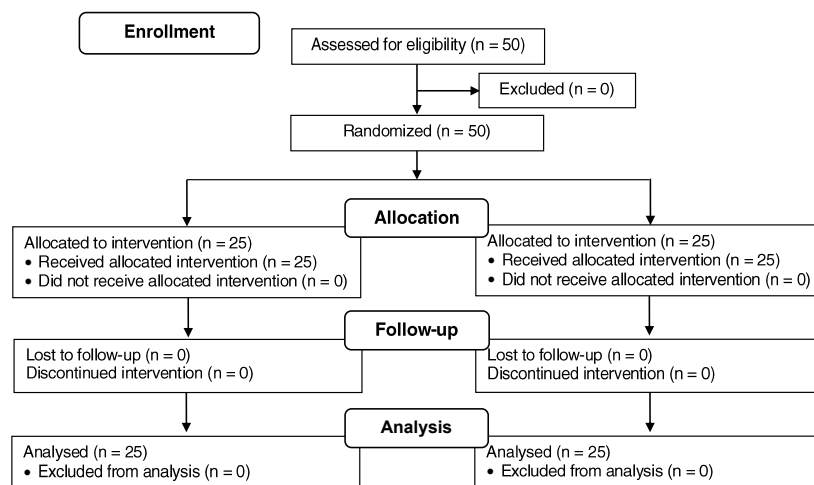 Enrollment
Assessed for eligibility (n = 50)
Excluded (n = 0)
Randomized (n = 50)
Allocation
Allocated to intervention (n = 25)
• Received allocated intervention (n = 25)
• Did not receive allocated intervention (n = 0)
Allocated to intervention (n = 25)
• Received allocated intervention (n = 25)
• Did not receive allocated intervention (n = 0)
Follow-up
Lost to follow-up (n = 0)
Discontinued intervention (n = 0)
Lost to follow-up (n = 0)
Discontinued intervention (n = 0)
Analysis
Analysed (n = 25)
• Excluded from analysis (n = 0)
Analysed (n = 25)
• Excluded from analysis (n = 0)